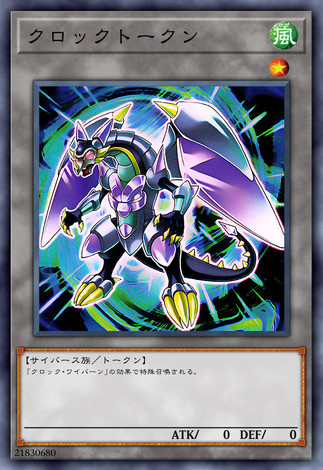 クロックトークン
風
【サイバース族／トークン】
「クロック・ワイバーン」の効果で特殊召喚される。
ATK/ 0 DEF/ 0
21830680